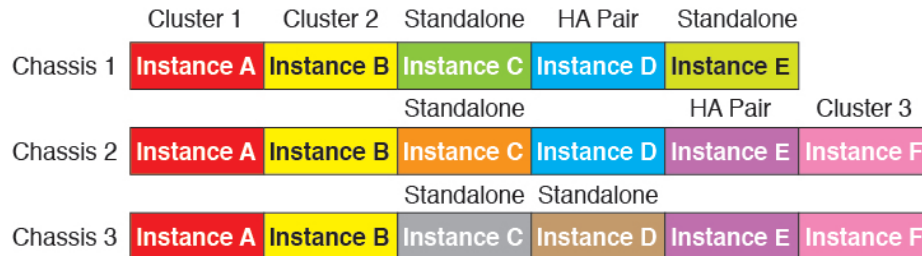 Cluster 1 Cluster 2 Standalone HA Pair Standalone
Chassis 1 Instance A Instance B Instance C Instance D Instance E
Standalone HA Pair Cluster 3
Chassis 2 Instance A Instance B Instance C Instance D Instance E Instance F
Standalone Standalone
Chassis 3 Instance A Instance B Instance C Instance D Instance E Instance F